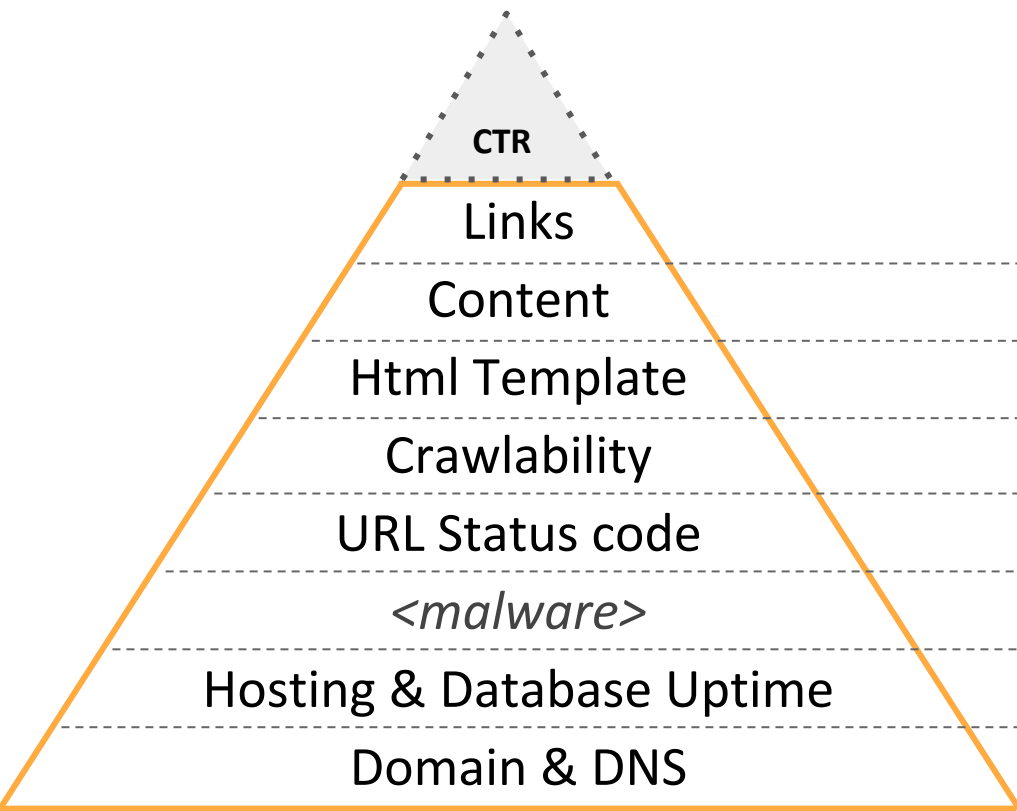 CTR
Links
Content
Html Template
Crawlability
URL Status code
<malware>
Hosting & Database Uptime
Domain & DNS